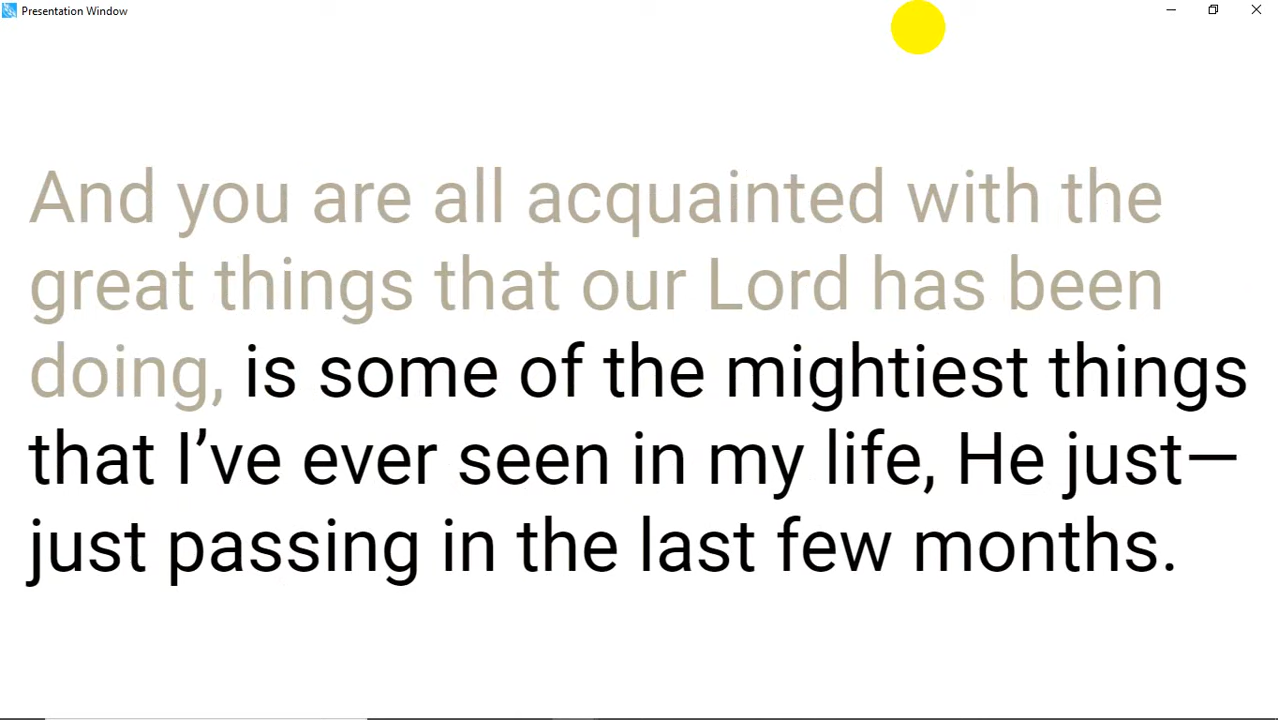 Presentation Window
And you are all acquainted with the
great things that our Lord has been
doing, is some of the mightiest things
that I’ve ever seen in my life, He just—
just passing in the last few months.